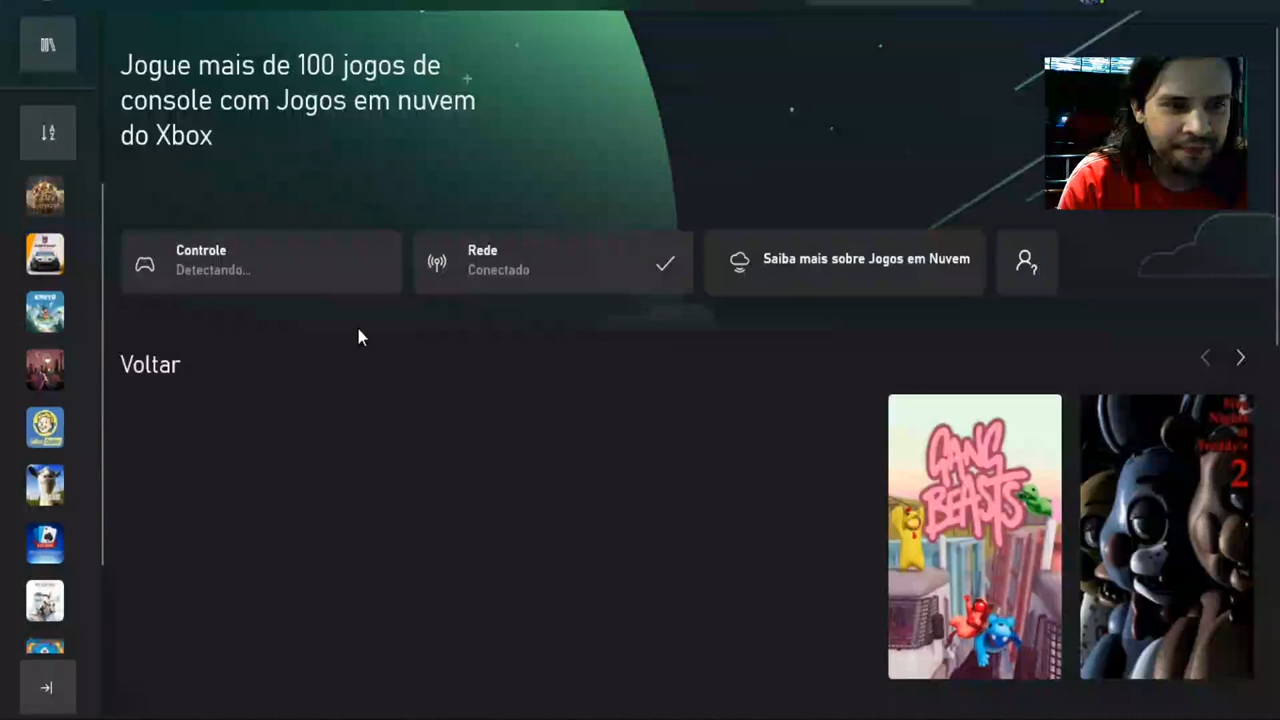 Jogue mais de 100 jogos de
console com Jogos em nuvem
do Xbox
Controle
Detectando...
Rede
Conectado
Saiba mais sobre Jogos em Nuvem
Voltar
GANG
BEASTS
Five
Nights
at
Freddy's
2